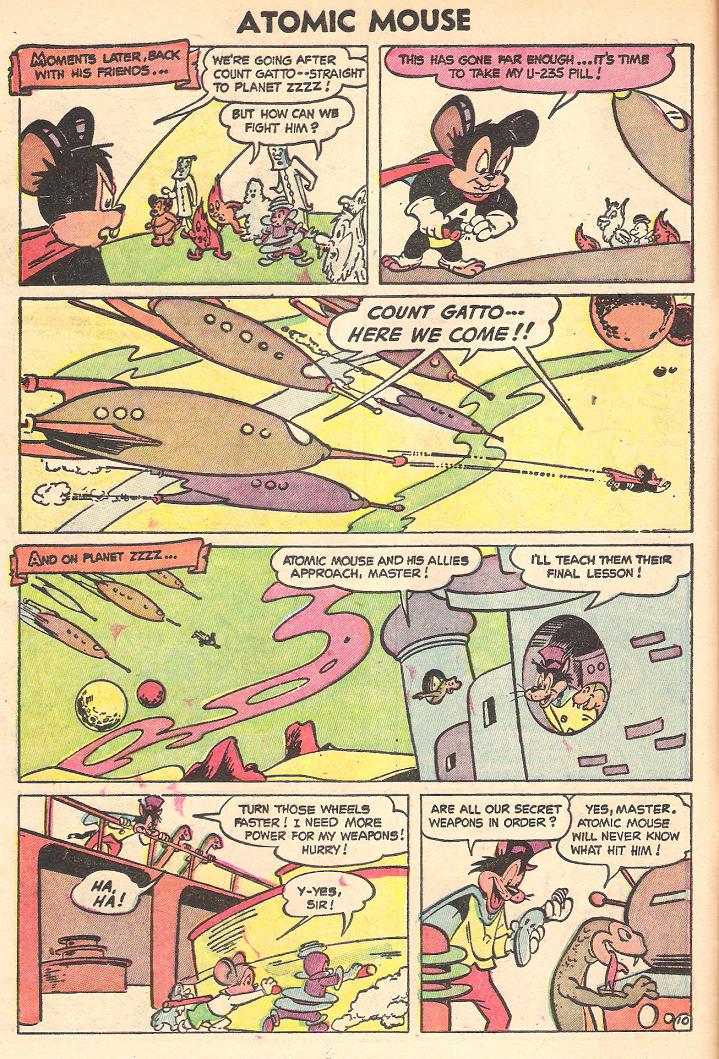 ATOMIC MOUSE
MOMENTS LATER, BACK
WITH HIS FRIENDS...
WE'RE GOING AFTER
COUNT GATTO--STRAIGHT
TO PLANET ZZZZ!
BUT HOW CAN WE
FIGHT HIM?
THIS HAS GONE FAR ENOUGH...IT'S TIME
TO TAKE MY U-235 PILL!
COUNT GATTO---
HERE WE COME!!
AND ON PLANET ZZZZ...
ATOMIC MOUSE AND HIS ALLIES
APPROACH, MASTER!
I'LL TEACH THEM THEIR
FINAL LESSON!
TURN THOSE WHEELS
FASTER! I NEED MORE
POWER FOR MY WEAPONS!
HURRY!
HA,
HA!
Y-YES,
SIR!
ARE ALL OUR SECRET
WEAPONS IN ORDER?
YES, MASTER.
ATOMIC MOUSE
WILL NEVER KNOW
WHAT HIT HIM!
10